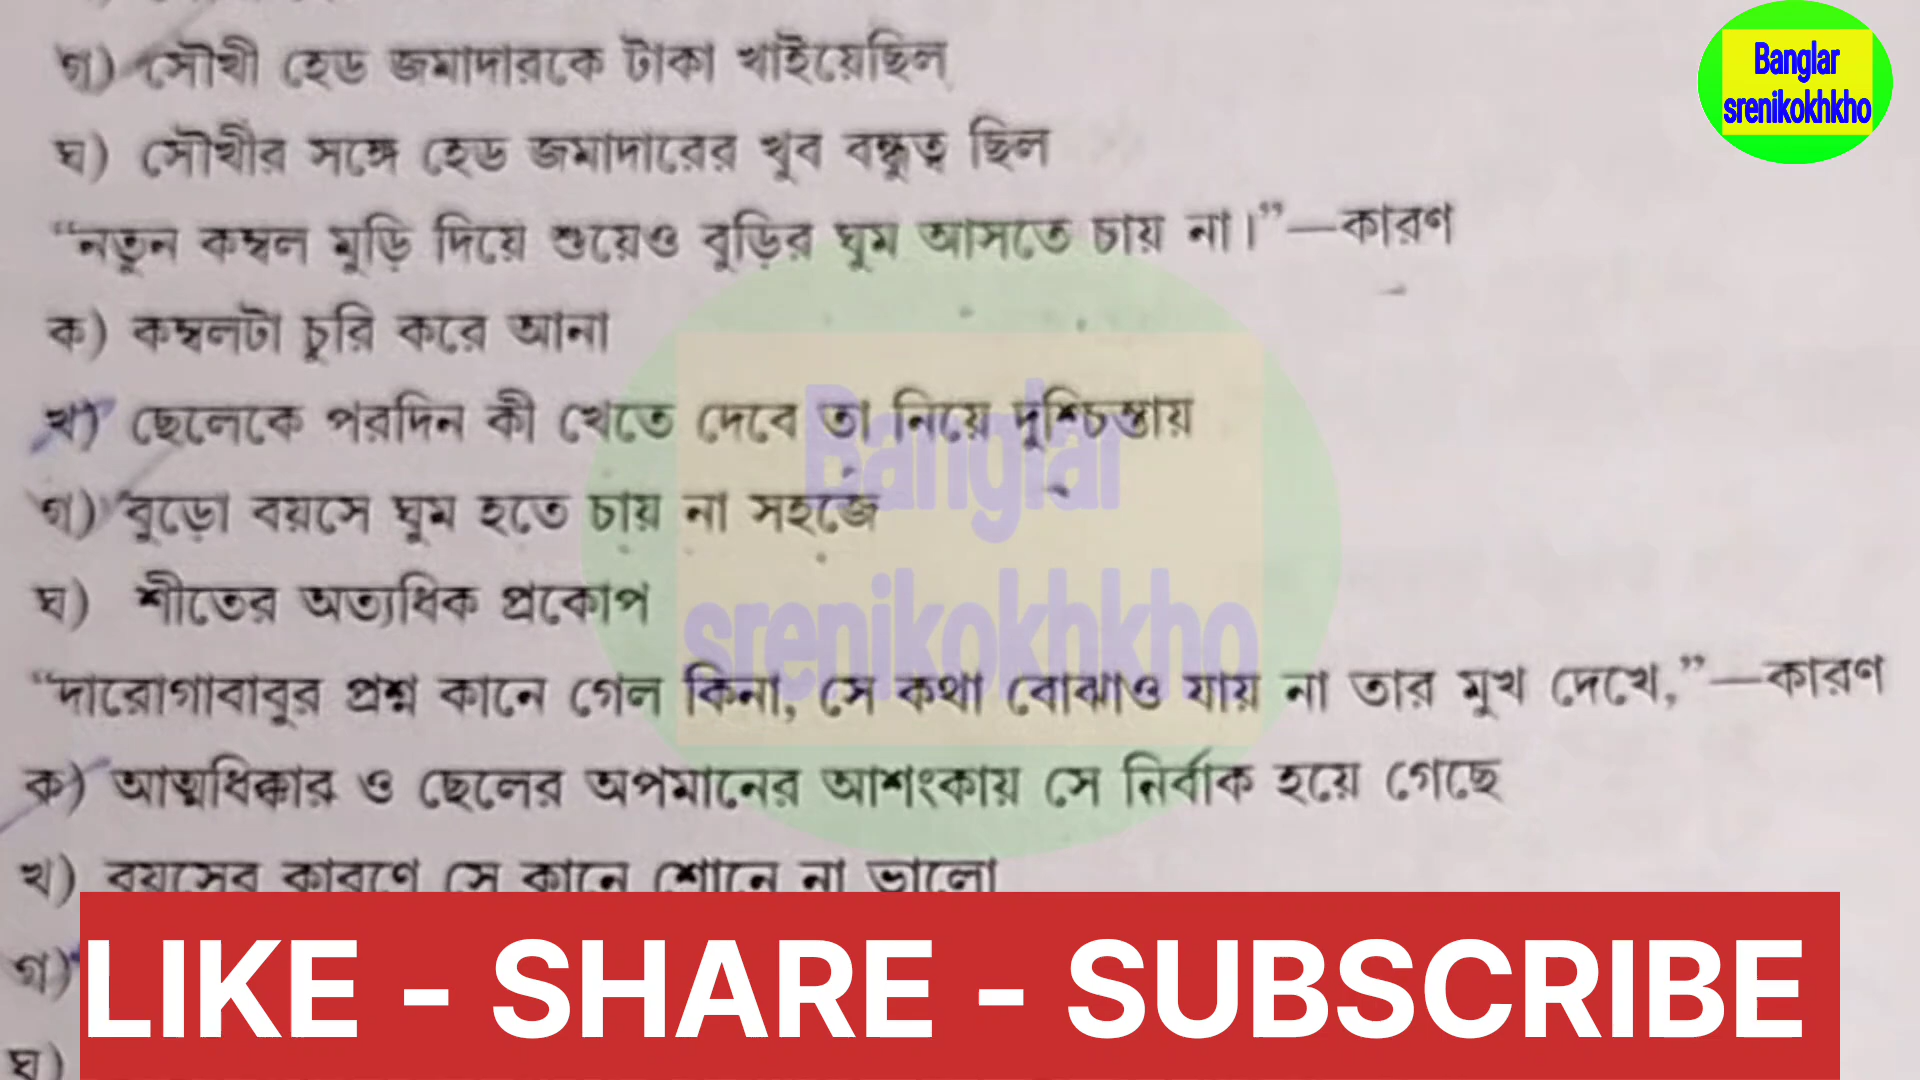 গ) সৌখী হেড জমাদারকে টাকা খাইয়েছিল
ঘ) সৌখীর সঙ্গে হেড জমাদারের খুব বন্ধুত্ব ছিল
“নতুন কম্বল মুড়ি দিয়ে শুয়েও বুড়ির ঘুম আসতে চায় না।”—কারণ
ক) কম্বলটা চুরি করে আনা
খ) ছেলেকে পরদিন কী খেতে দেবে তা নিয়ে দুশ্চিন্তায়
গ) বুড়ো বয়সে ঘুম হতে চায় না সহজে
ঘ) শীতের অত্যধিক প্রকোপ
“দারোগাবাবুর প্রশ্ন কানে গেল কিনা, সে কথা বোঝাও যায় না তার মুখ দেখে,”—কারণ
ক) আত্মধিক্কার ও ছেলের অপমানের আশংকায় সে নির্বাক হয়ে গেছে
খ) বয়সের কারণে সে কানে শোনে না ভালো
গ)
ঘ)
LIKE - SHARE - SUBSCRIBE
Banglar
srenikokhkho
Banglar
srenikokhkho